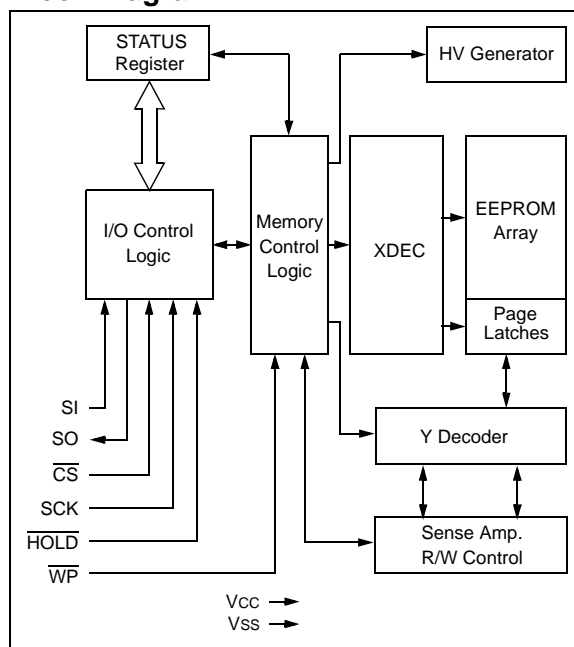 STATUS
Register
HV Generator
I/O Control
Logic
Memory
Control
Logic
XDEC
EEPROM
Array
Page
Latches
SI
SO
CS
SCK
HOLD
WP
Y Decoder
Sense Amp.
R/W Control
VCC
VSS